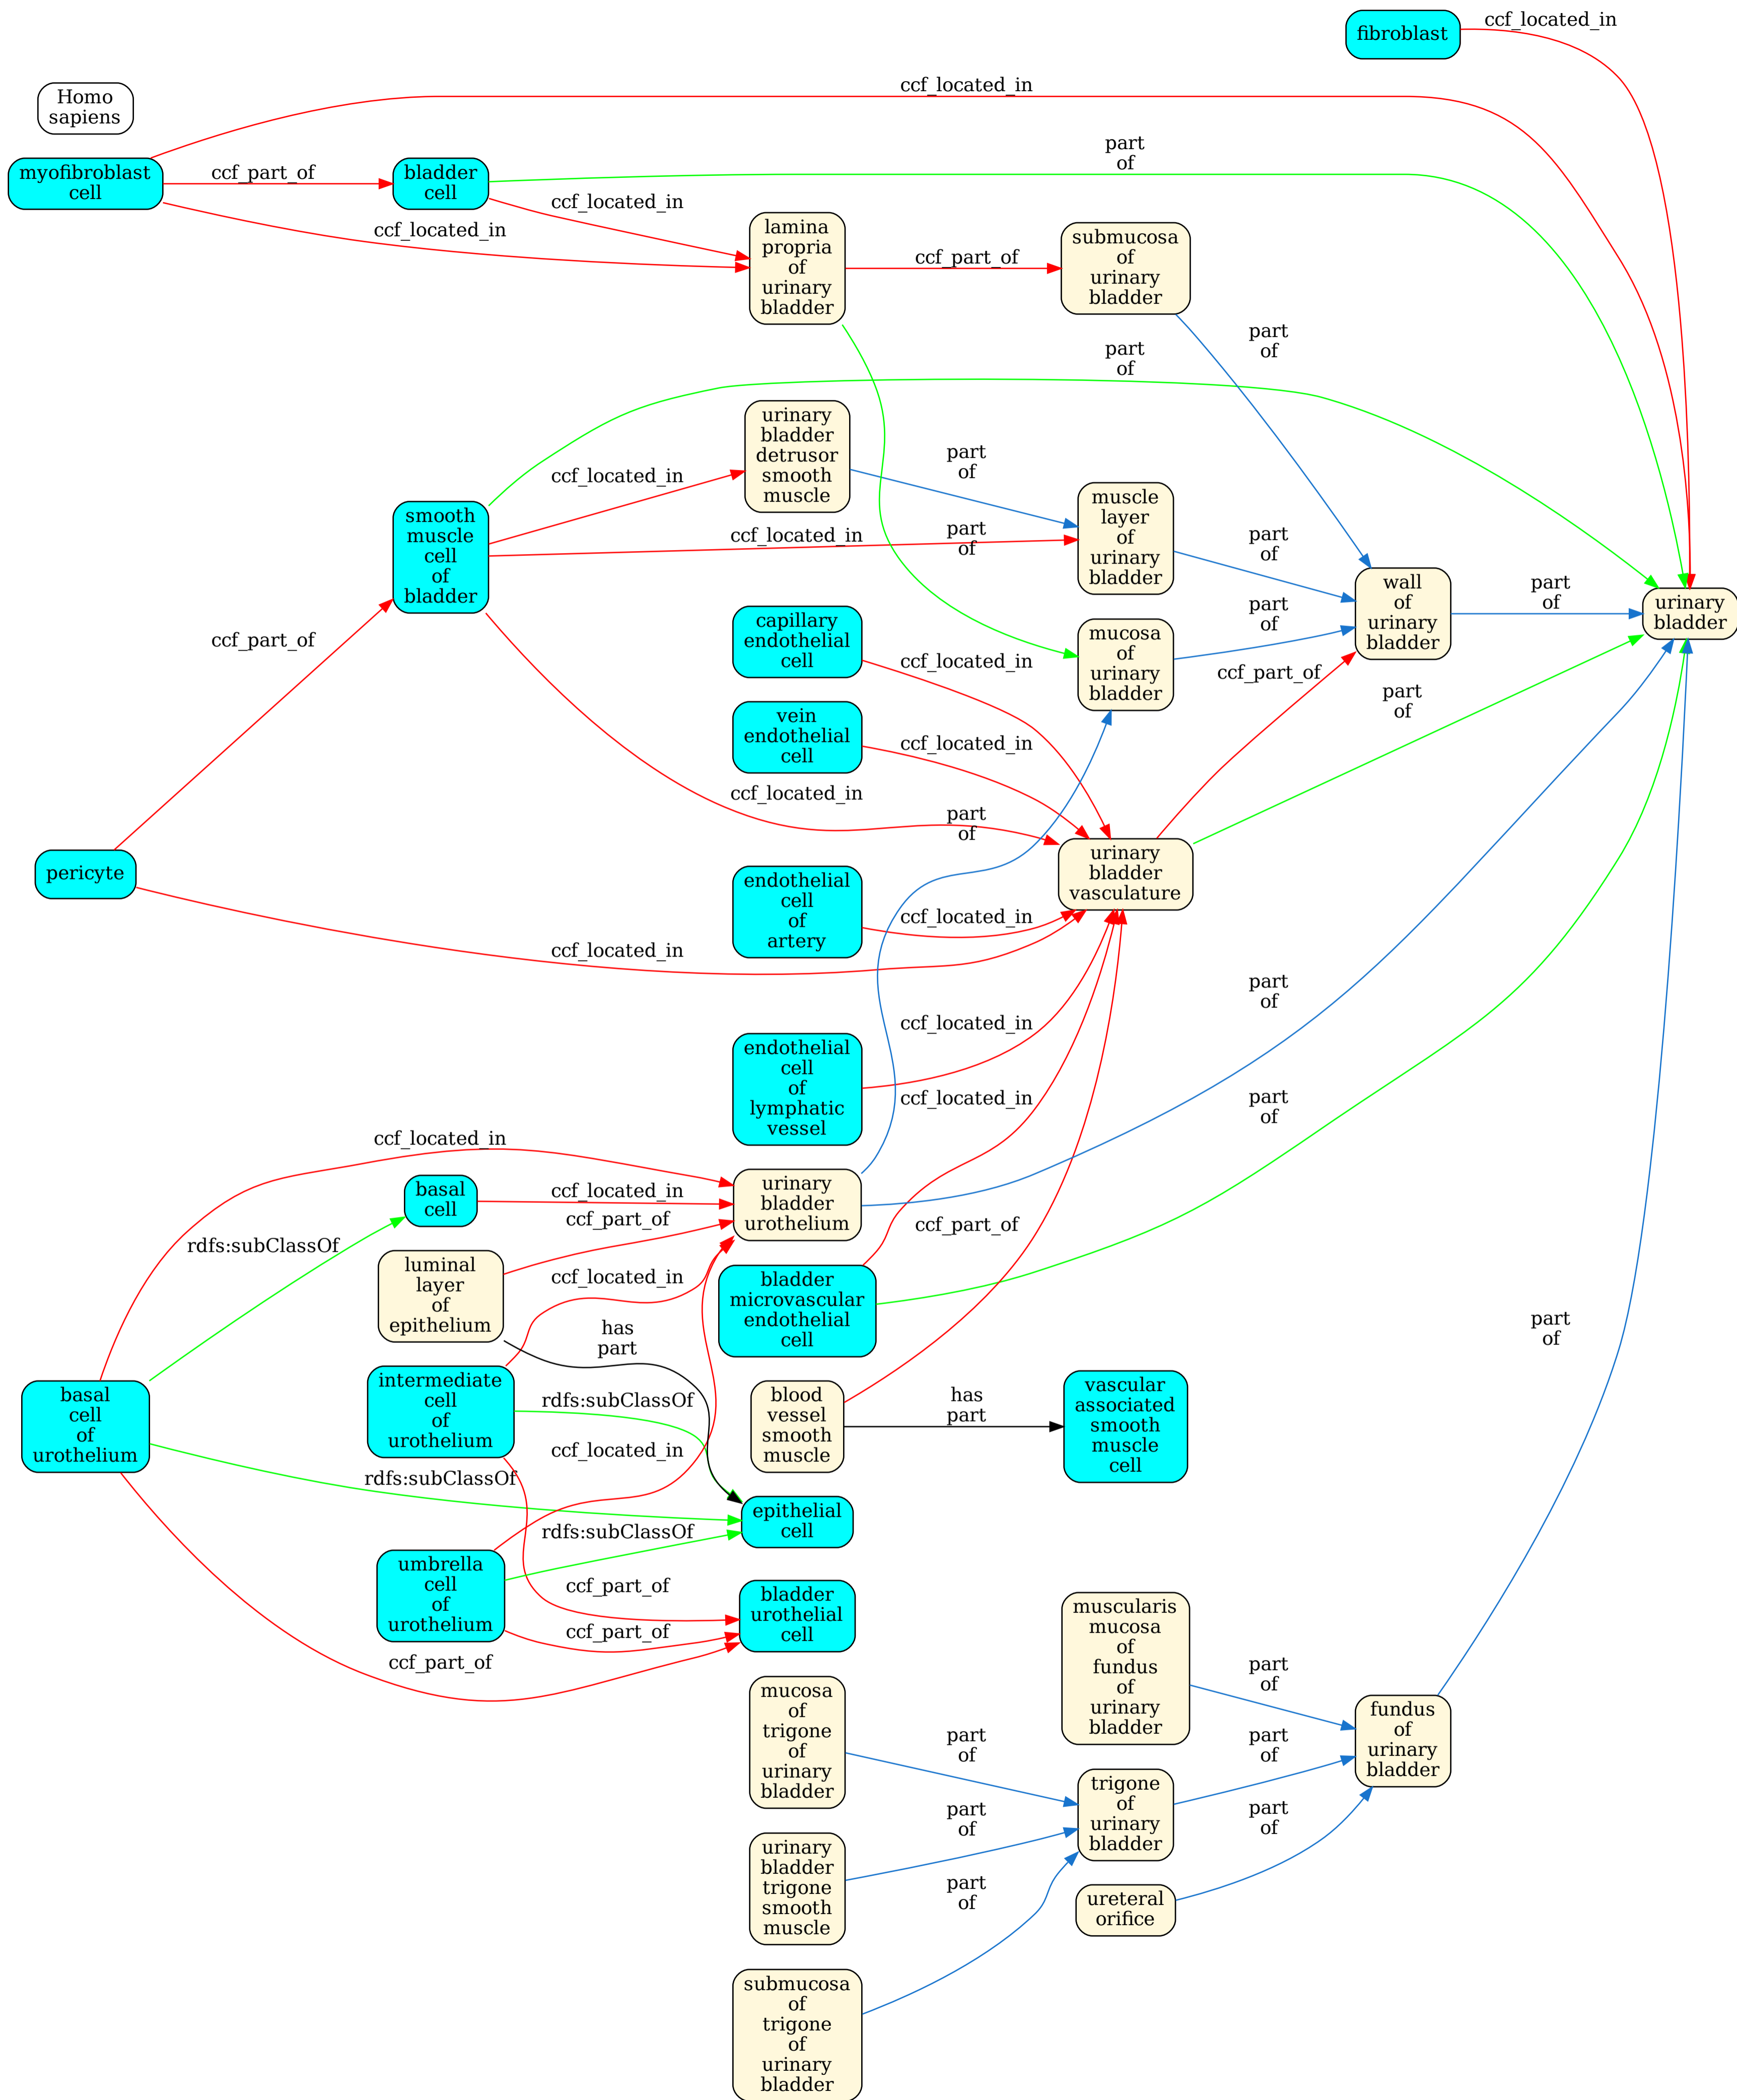 fibroblast
ccf_located_in
Homo
sapiens
ccf_located_in
myofibroblast
cell
ccf_part_of
bladder
cell
part
of
ccf_located_in
ccf_located_in
lamina
propria
of
urinary
bladder
ccf_part_of
submucosa
of
urinary
bladder
part
of
part
of
urinary
bladder
detrusor
smooth
muscle
part
of
ccf_located_in
smooth
muscle
cell
of
bladder
ccf_located_in
part
of
muscle
layer
of
urinary
bladder
part
of
wall
of
urinary
bladder
part
of
urinary
bladder
ccf_part_of
capillary
endothelial
cell
ccf_located_in
mucosa
of
urinary
bladder
part
of
ccf_part_of
part
of
vein
endothelial
cell
ccf_located_in
ccf_located_in
part
of
urinary
bladder
vasculature
pericyte
endothelial
cell
of
artery
ccf_located_in
ccf_located_in
part
of
endothelial
cell
of
lymphatic
vessel
ccf_located_in
ccf_located_in
part
of
ccf_located_in
basal
cell
ccf_located_in
urinary
bladder
urothelium
ccf_part_of
rdfs:subClassOf
ccf_part_of
luminal
layer
of
epithelium
ccf_located_in
bladder
microvascular
endothelial
cell
has
part
part
of
basal
cell
of
urothelium
intermediate
cell
of
urothelium
rdfs:subClassOf
ccf_located_in
blood
vessel
smooth
muscle
has
part
vascular
associated
smooth
muscle
cell
rdfs:subClassOf
epithelial
cell
rdfs:subClassOf
umbrella
cell
of
urothelium
ccf_part_of
ccf_part_of
bladder
urothelial
cell
ccf_part_of
muscularis
mucosa
of
fundus
of
urinary
bladder
part
of
fundus
of
urinary
bladder
mucosa
of
trigone
of
urinary
bladder
part
of
part
of
trigone
of
urinary
bladder
part
of
part
of
urinary
bladder
trigone
smooth
muscle
part
of
ureteral
orifice
submucosa
of
trigone
of
urinary
bladder